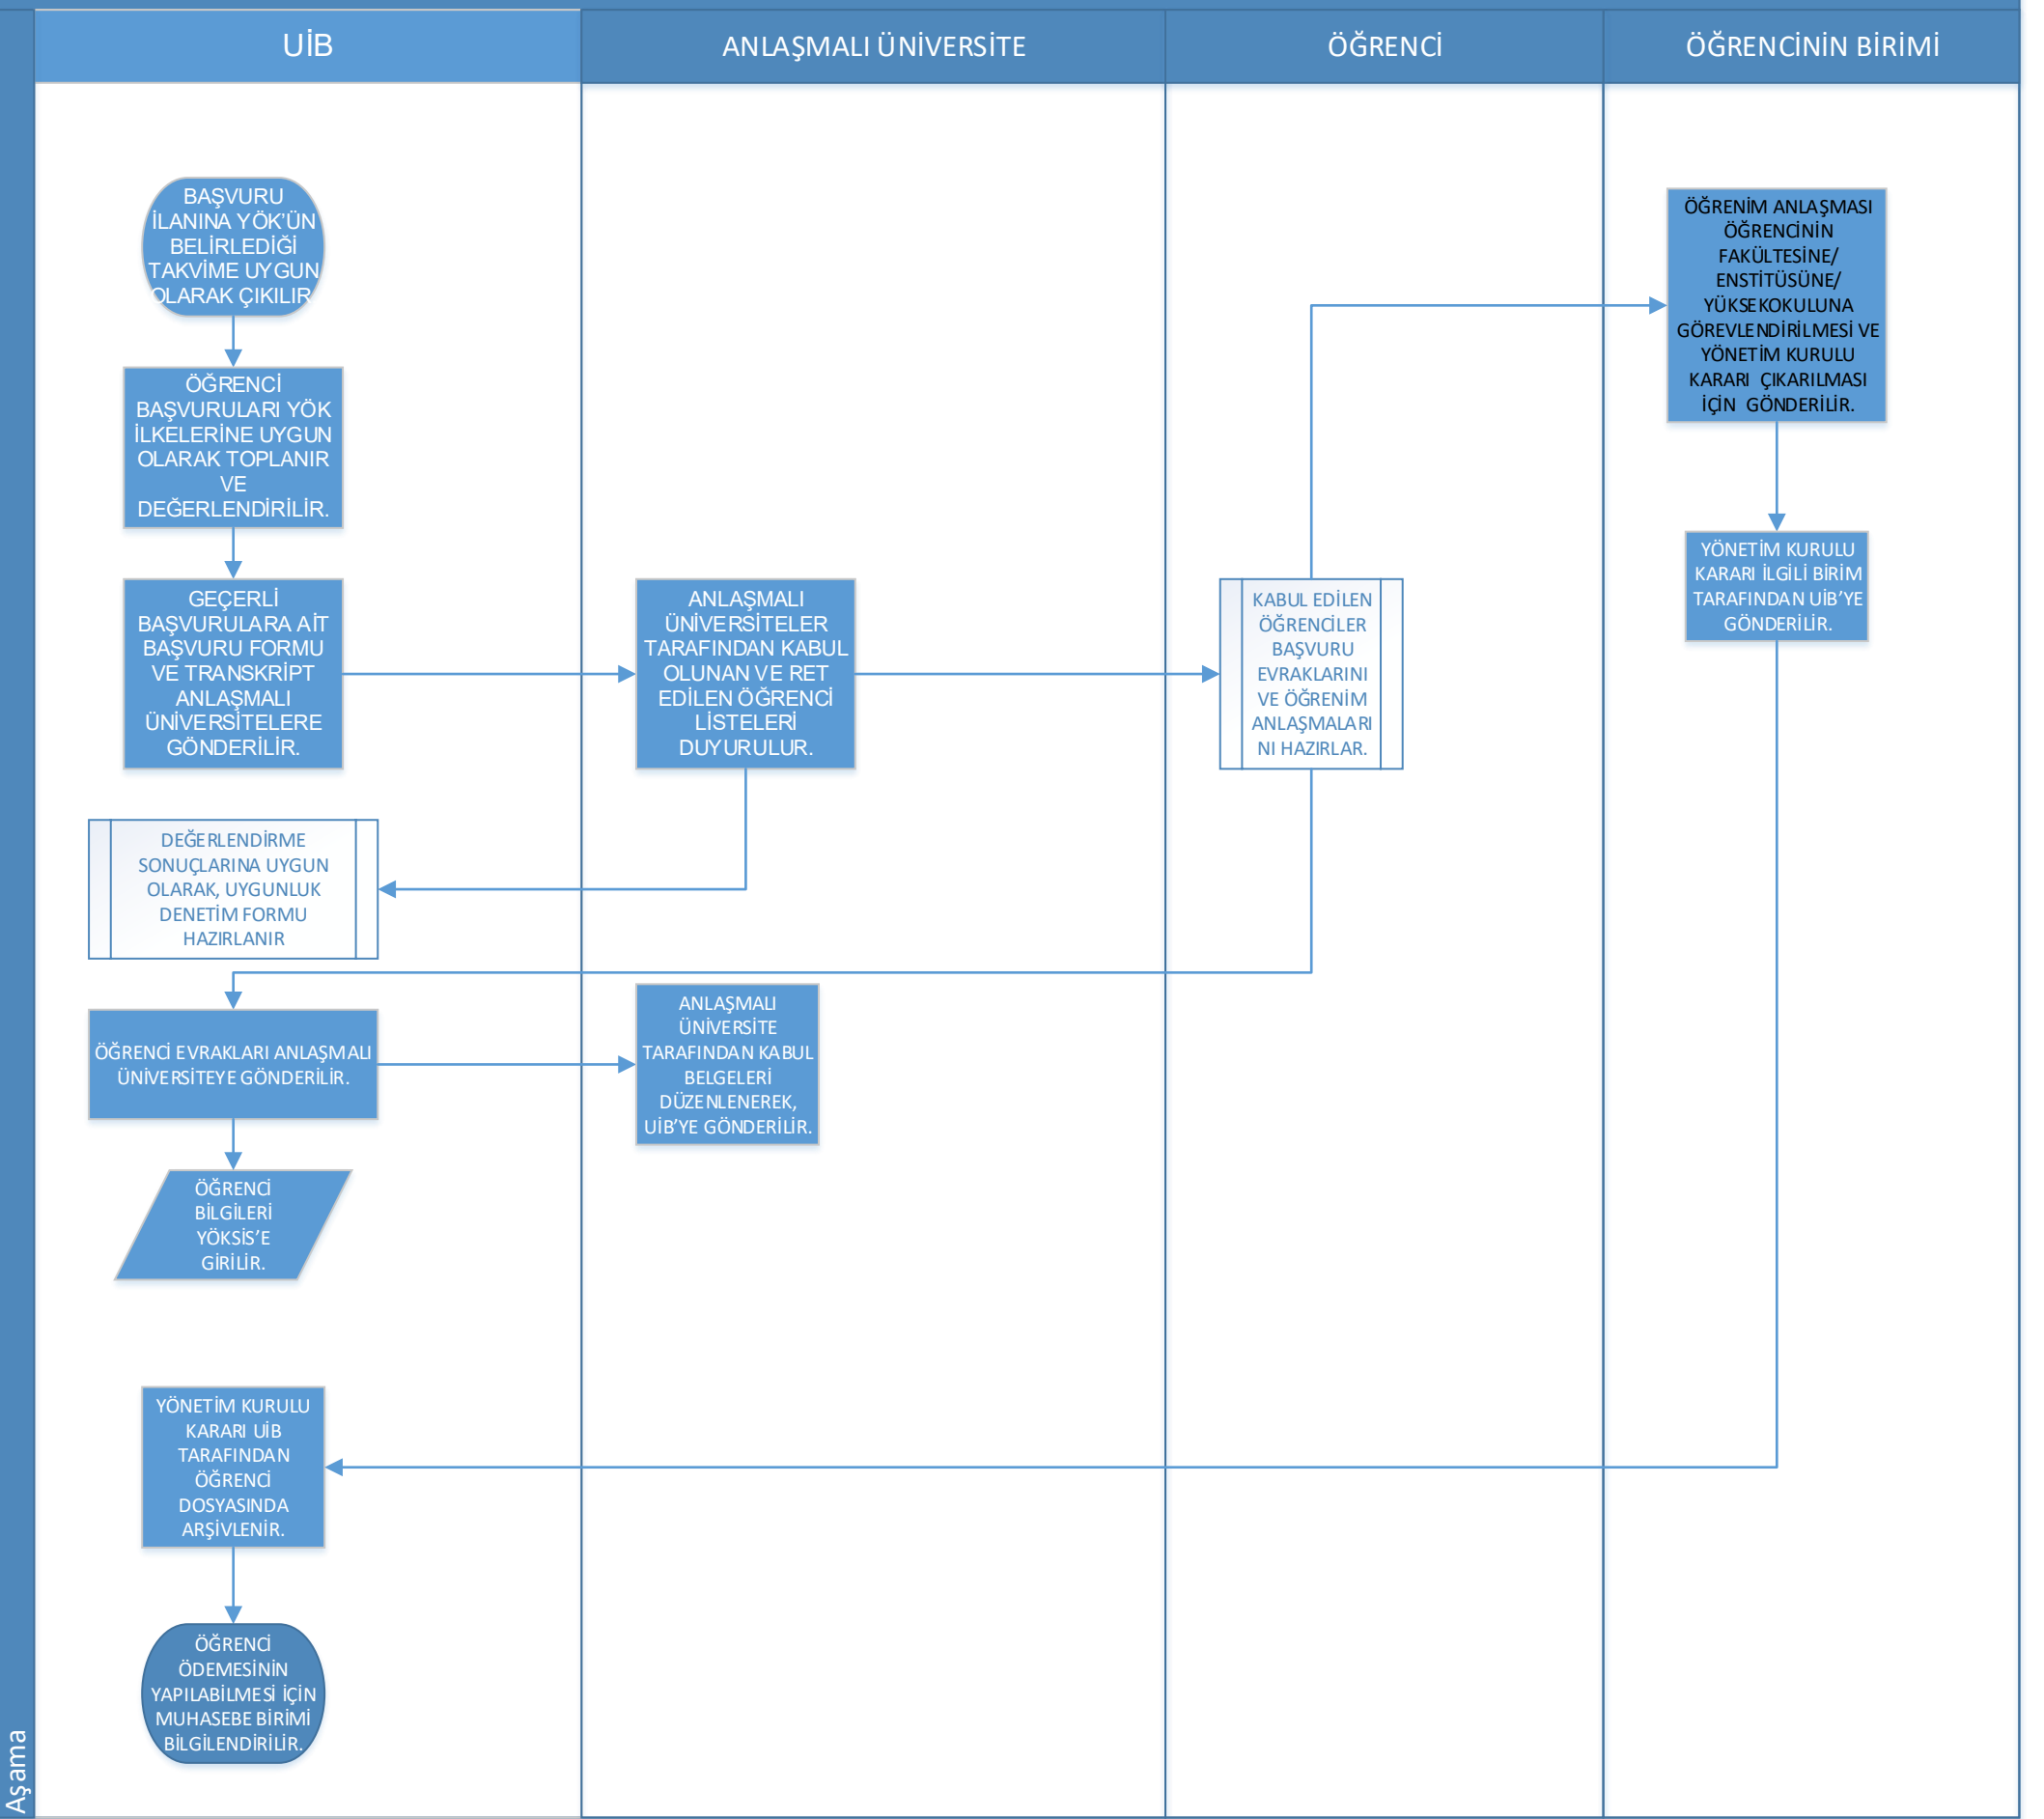 UİB
ANLAŞMALI ÜNİVERSİTE
ÖĞRENCİ
ÖĞRENCİNİN BİRİMİ
BAŞVURU
İLANINA YÖK'ÜN
BELİRLEDİĞİ
TAKVİME UYGUN
OLARAK ÇIKILIR.
ÖĞRENCİ
BAŞVURULARI YÖK
İLKELERİNE UYGUN
OLARAK TOPLANIR
VE
DEĞERLENDİRİLİR.
GEÇERLİ
BAŞVURULARA AİT
BAŞVURU FORMU
VE TRANSKRİPT
ANLAŞMALI
ÜNİVERSİTELERE
GÖNDERİLİR.
ANLAŞMALI
ÜNİVERSİTELER
TARAFINDAN KABUL
OLUNAN VE RET
EDİLEN ÖĞRENCİ
LİSTELERİ
DUYURULUR.
KABUL EDİLEN
ÖĞRENCİLER
BAŞVURU
EVRAKLARINI
VE ÖĞRENİM
ANLAŞMALARI
NI HAZIRLAR.
ÖĞRENİM ANLAŞMASI
ÖĞRENCİNİN
FAKÜLTESİNE/
ENSTİTÜSÜNE/
YÜKSEKOKULUNA
GÖREVLENDİRİLMESİ VE
YÖNETİM KURULU
KARARI ÇIKARILMASI
İÇİN GÖNDERİLİR.
YÖNETİM KURULU
KARARI İLGİLİ BİRİM
TARAFINDAN UİB'YE
GÖNDERİLİR.
DEĞERLENDİRME
SONUÇLARINA UYGUN
OLARAK, UYGUNLUK
DENETİM FORMU
HAZIRLANIR
ÖĞRENCİ EVRAKLARI ANLAŞMALI
ÜNİVERSİTEYE GÖNDERİLİR.
ANLAŞMALI
ÜNİVERSİTE
TARAFINDAN KABUL
BELGELERİ
DÜZENLENEREK,
UİB'YE GÖNDERİLİR.
ÖĞRENCİ
BİLGİLERİ
YÖKSİS'E
GİRİLİR.
YÖNETİM KURULU
KARARI UİB
TARAFINDAN
ÖĞRENCİ
DOSYASINDA
ARŞİVLENİR.
ÖĞRENCİ
ÖDEMESİNİN
YAPILABİLMESİ İÇİN
MUHASEBE BİRİMİ
BİLGİLENDİRİLİR.
Aşama